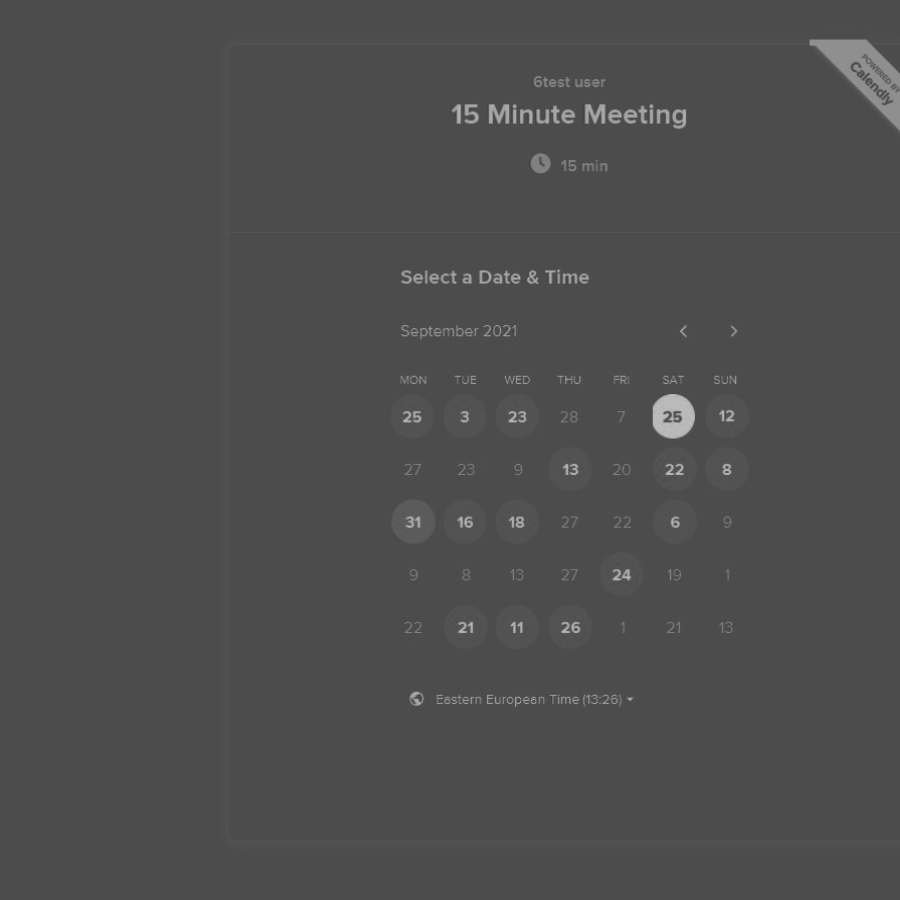 POWERED BY
Calendly
6test user
15 Minute Meeting
15 min
Select a Date & Time
September 2021
MON TUE WED THU FRI SAT SUN
25 3 23 28 7 25 12
27 23 9 13 20 22 8
31 16 18 27 22 6 9
9 8 13 27 24 19 1
22 21 11 26 1 21 13
Eastern European Time (13:26)